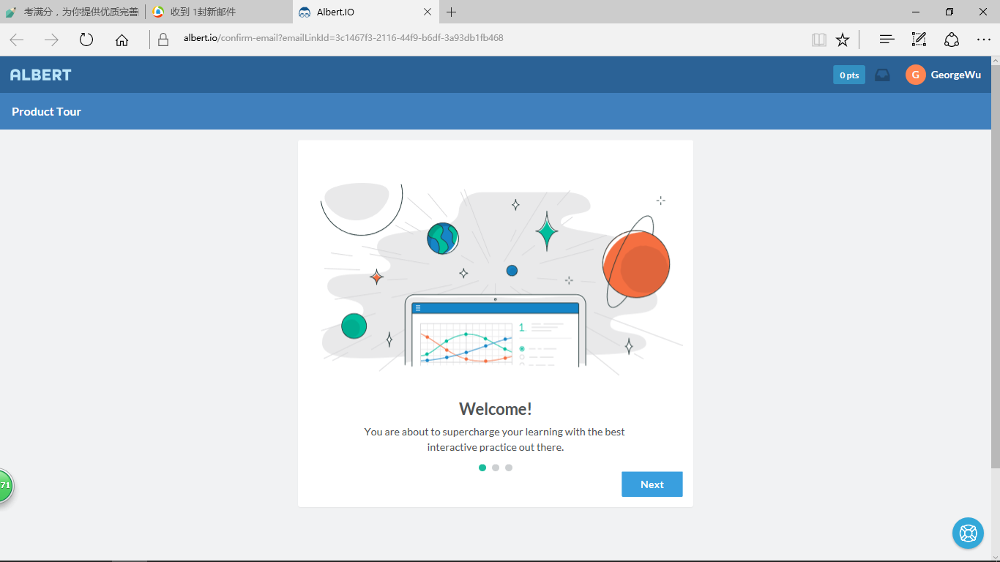 考满分，为你提供优质完善
收到 1封新邮件
Albert.IO
albert.io/confirm-email?emailLinkId=3c1467f3-2116-44f9-b6df-3a93db1fb468
ALBERT
0 pts
G
GeorgeWu
Product Tour
1
Welcome!
You are about to supercharge your learning with the best
interactive practice out there.
71
Next